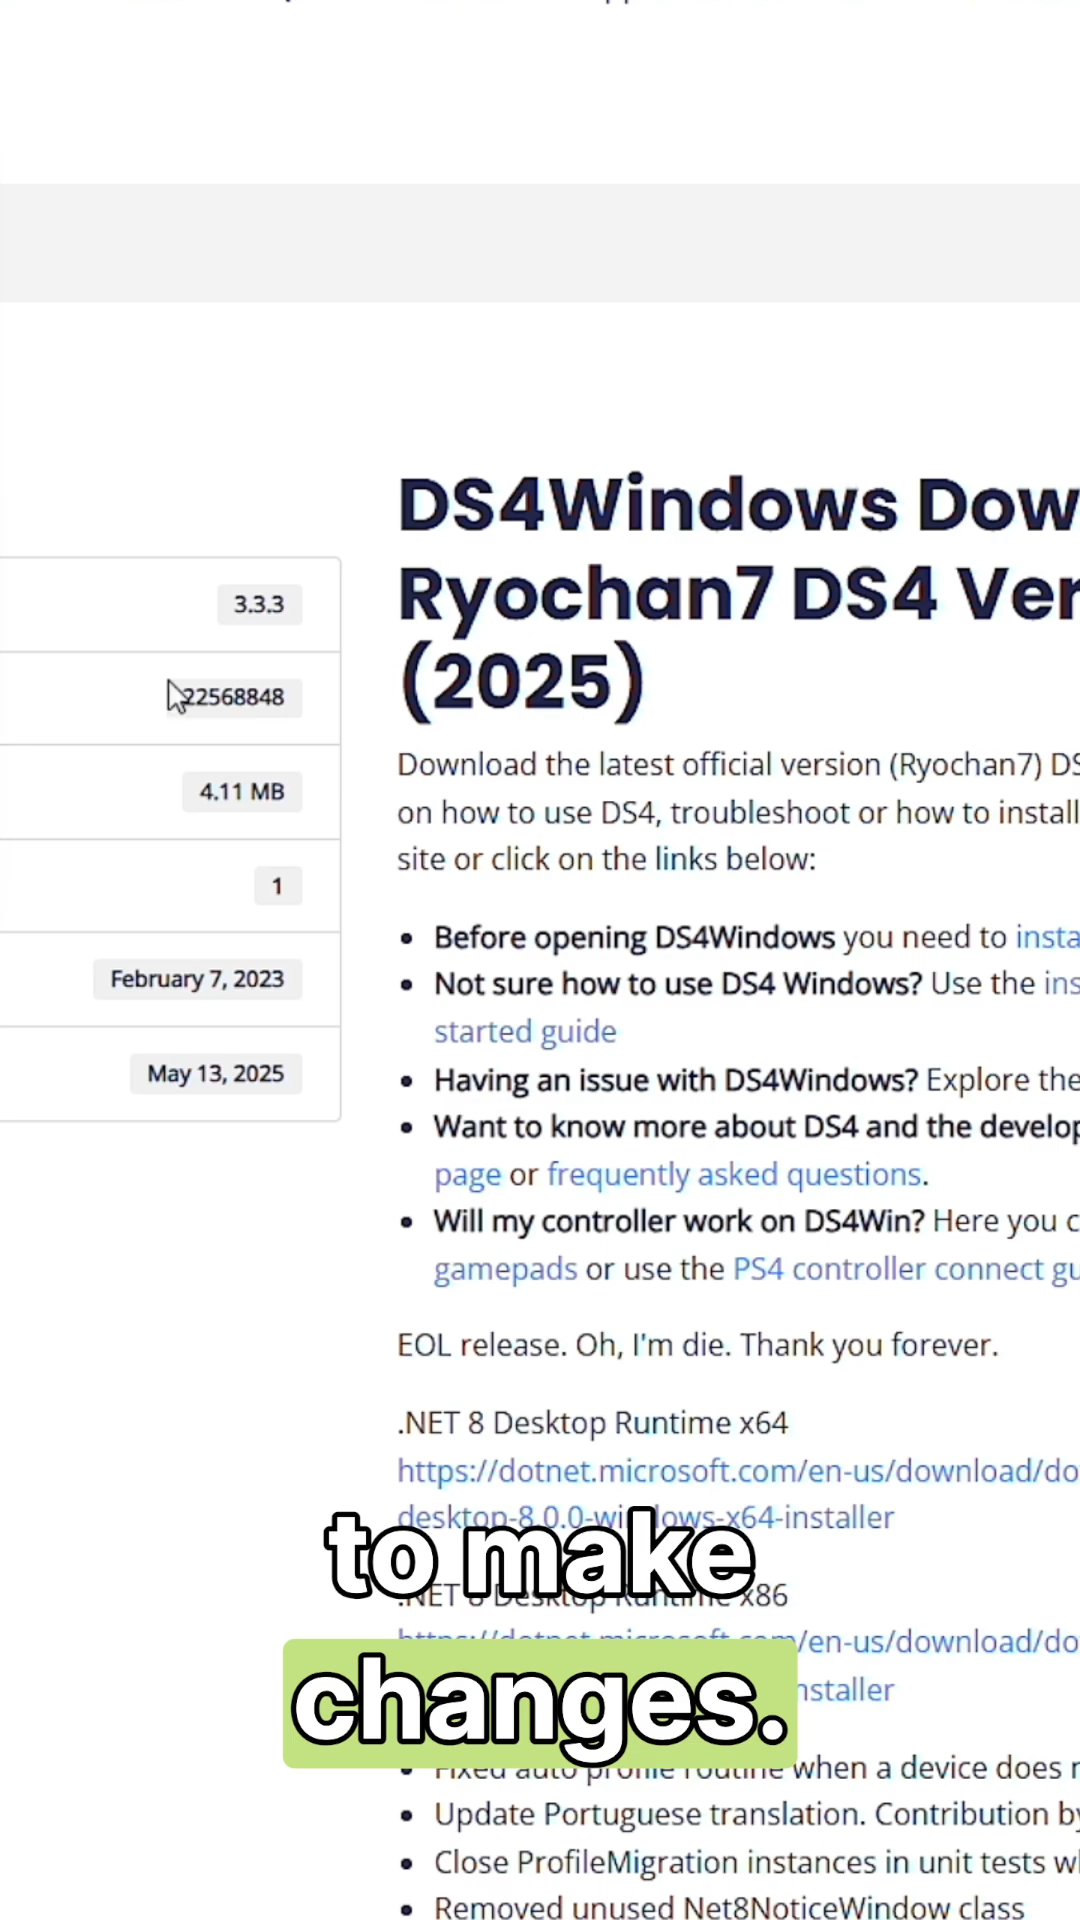 DS4Windows Dow
Ryochan7 DS4 Ver
(2025)
3.3.3
22568848
4.11 MB
1
February 7, 2023
May 13, 2025
Download the latest official version (Ryochan7) DS
on how to use DS4, troubleshoot or how to install
site or click on the links below:
• Before opening DS4Windows you need to insta
• Not sure how to use DS4 Windows? Use the ins
started guide
• Having an issue with DS4Windows? Explore the
• Want to know more about DS4 and the develop
page or frequently asked questions.
• Will my controller work on DS4Win? Here you c
gamepads or use the PS4 controller connect gu
EOL release. Oh, I'm die. Thank you forever.
.NET 8 Desktop Runtime x64
https://dotnet.microsoft.com/en-us/download/do
desktop-8.0.0-windows-x64-installer
to make
.NET 8 Desktop Runtime x86
https://dotnet.microsoft.com/en-us/download/do
nstaller
changes.
• Fixed auto profile routine when a device does
• Update Portuguese translation. Contribution by
• Close ProfileMigration instances in unit tests w
• Removed unused Net8NoticeWindow class